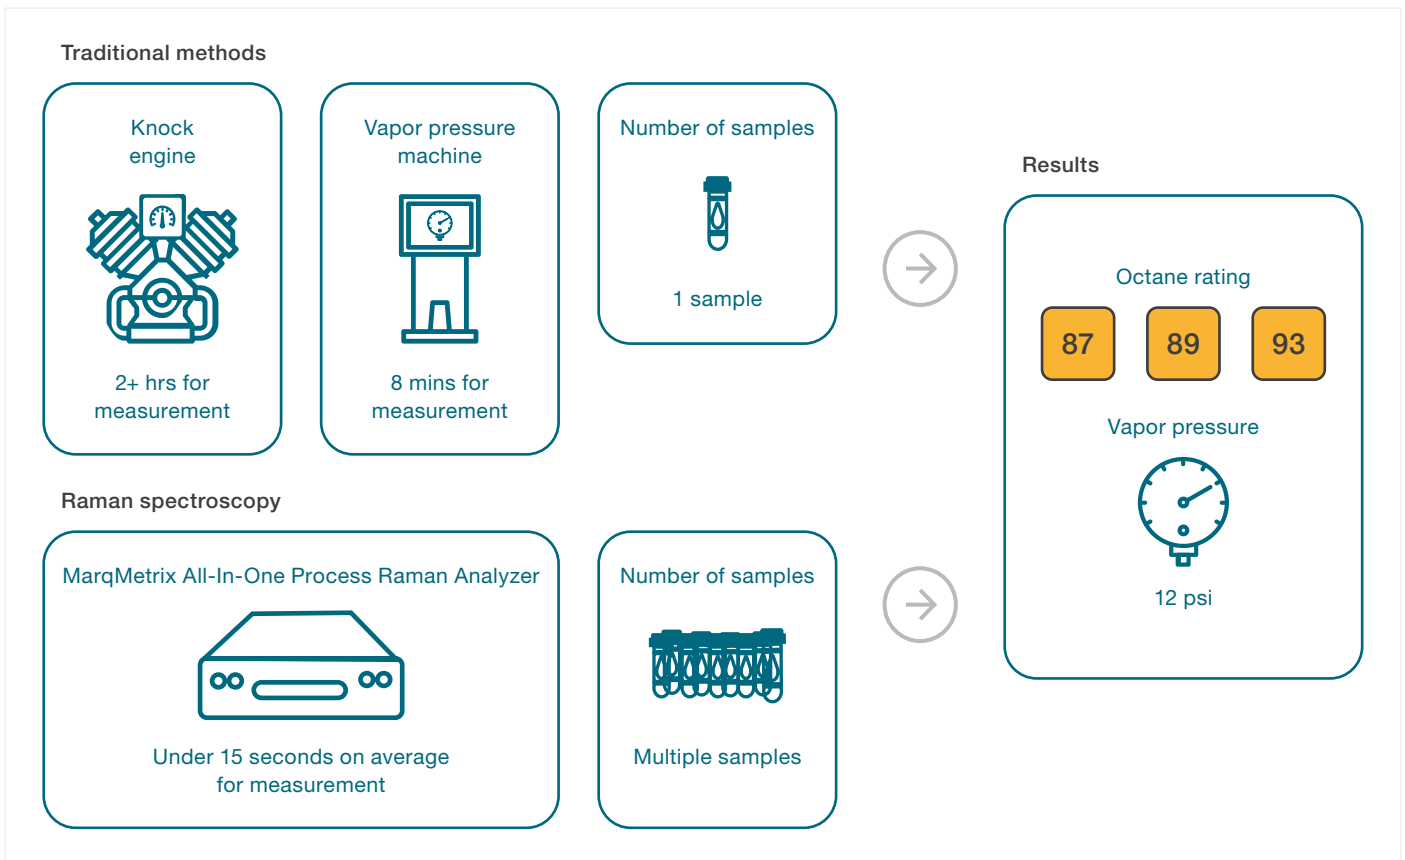 Traditional methods
Knock
engine
2+ hrs for
measurement
Vapor pressure
machine
8 mins for
measurement
Number of samples
1 sample
Raman spectroscopy
MarqMetrix All-In-One Process Raman Analyzer
Under 15 seconds on average
for measurement
Number of samples
Multiple samples
Results
Octane rating
87 89 93
Vapor pressure
12 psi